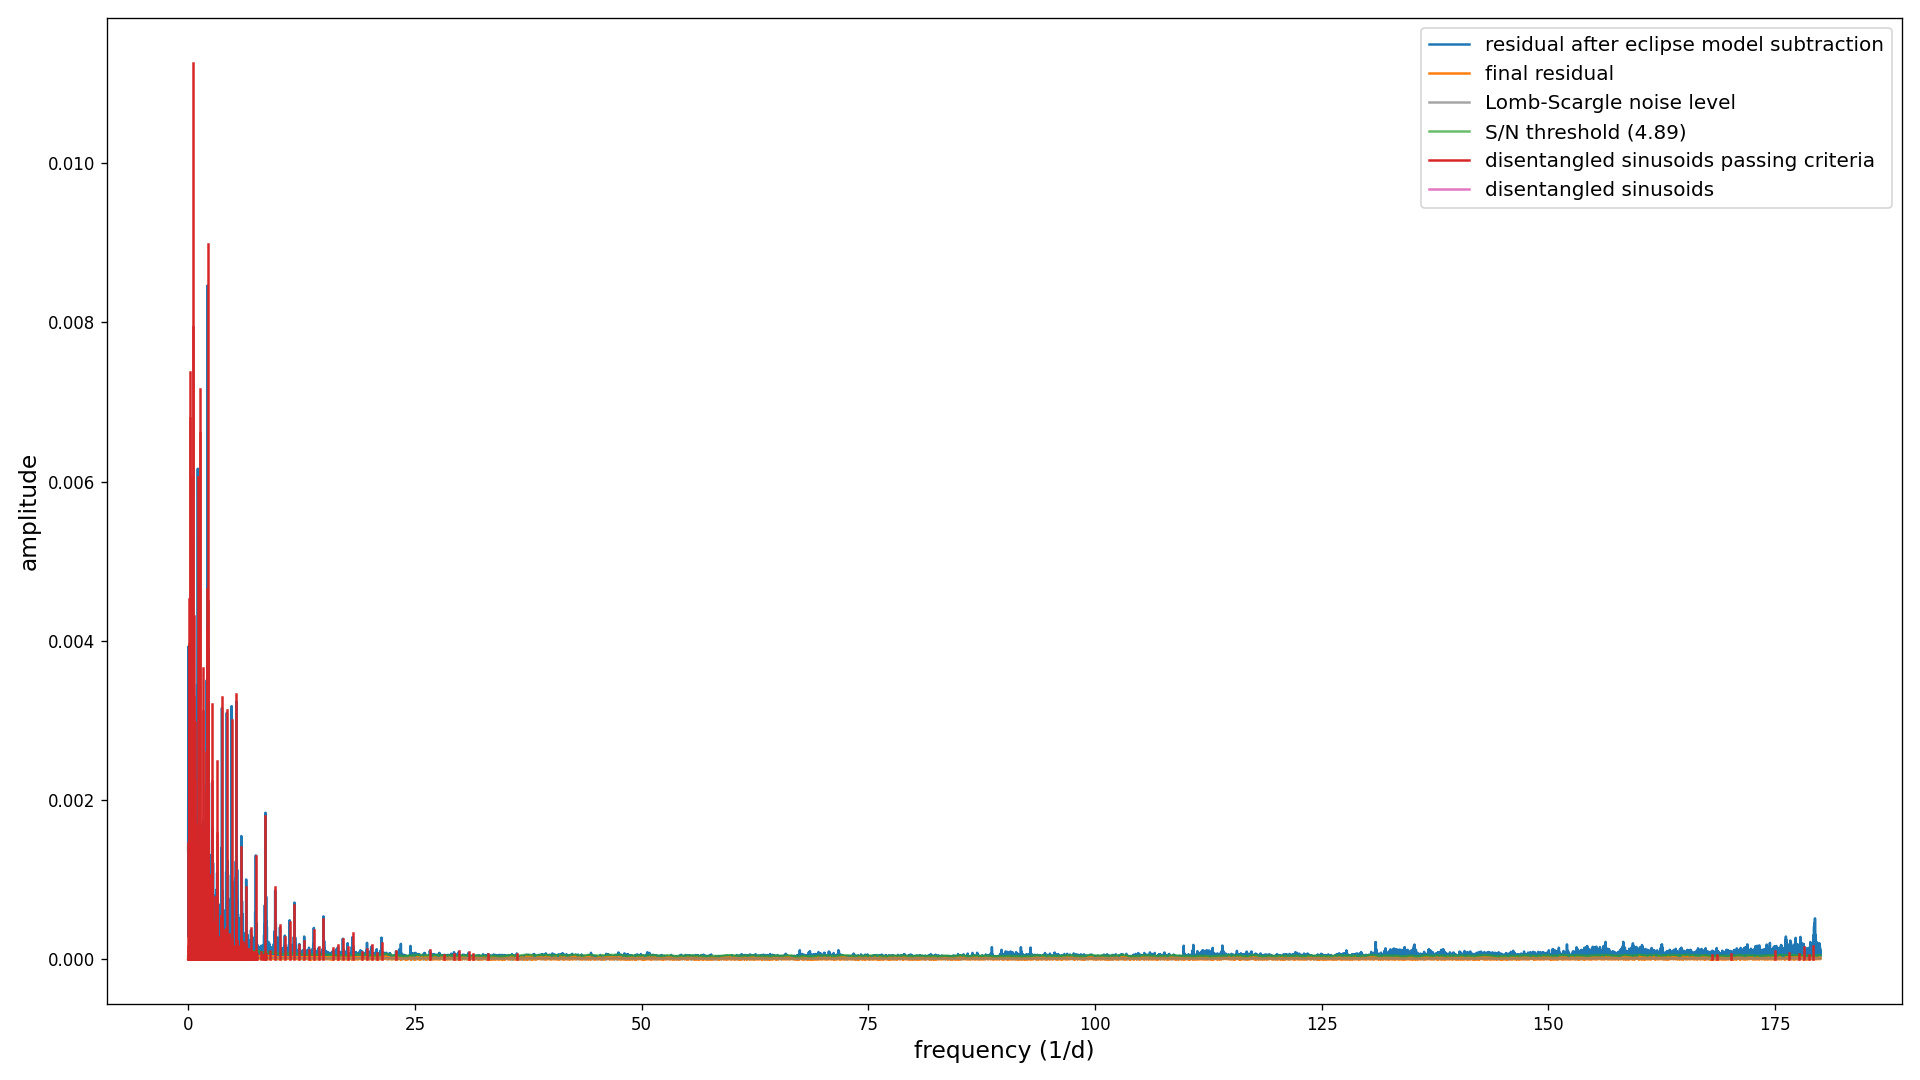 residual after eclipse model subtraction
final residual
Lomb-Scargle noise level
S/N threshold (4.89)
disentangled sinusoids passing criteria
disentangled sinusoids
0.010
0.008
0.006
0.004
0.002
0.000
amplitude
0 25 50 75 100 125 150 175
frequency (1/d)